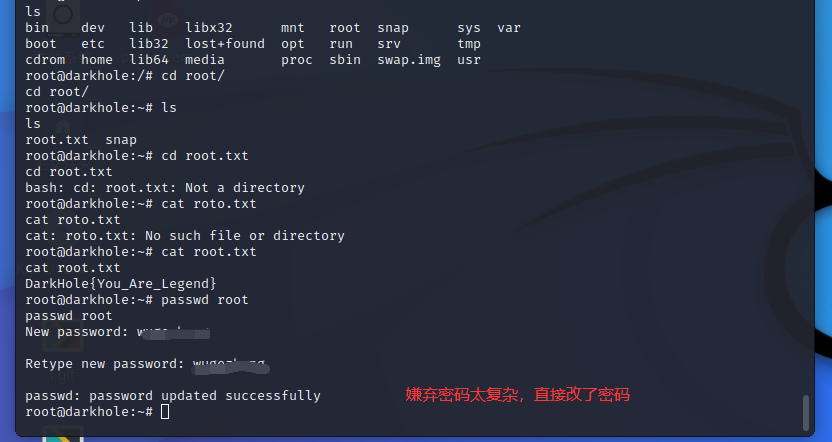 ls
bin    dev   lib    libx32      mnt   root  snap      sys  var
boot   etc   lib32  lost+found  opt   run   srv       tmp
cdrom  home  lib64  media       proc  sbin  swap.img  usr
root@darkhole:/# cd root/
cd root/
root@darkhole:~# ls
ls
root.txt  snap
root@darkhole:~# cd root.txt
cd root.txt
bash: cd: root.txt: Not a directory
root@darkhole:~# cat roto.txt
cat roto.txt
cat: roto.txt: No such file or directory
root@darkhole:~# cat root.txt
cat root.txt
DarkHole{You_Are_Legend}
root@darkhole:~# passwd root
passwd root
New password:
Retype new password:
passwd: password updated successfully
嫌弃密码太复杂，直接改了密码
root@darkhole:~#